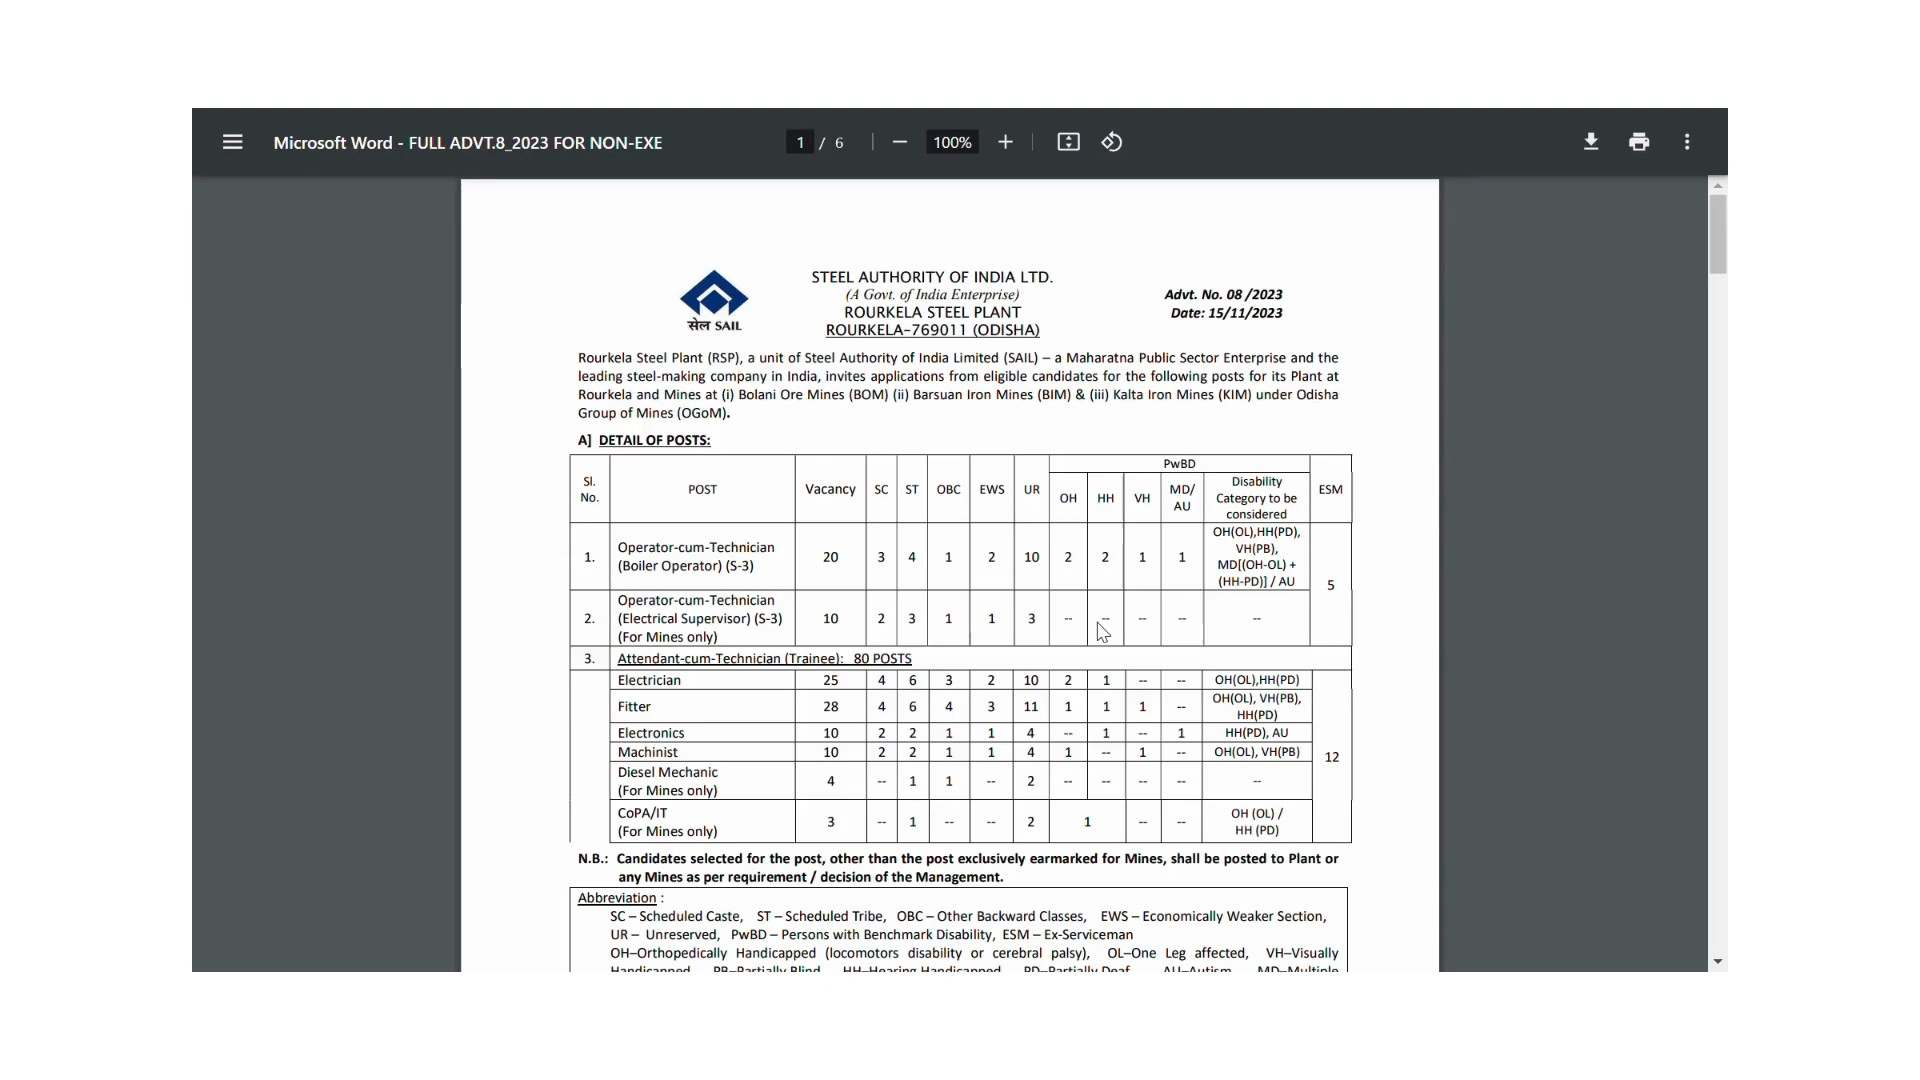 Microsoft Word - FULL ADVT.8_2023 FOR NON-EXE 1 / 6 100%
सेल SAIL
STEEL AUTHORITY OF INDIA LTD.
(A Govt. of India Enterprise)
ROURKELA STEEL PLANT
ROURKELA-769011 (ODISHA)
Advt. No. 08 /2023
Date: 15/11/2023
Rourkela Steel Plant (RSP), a unit of Steel Authority of India Limited (SAIL) – a Maharatna Public Sector Enterprise and the
leading steel-making company in India, invites applications from eligible candidates for the following posts for its Plant at
Rourkela and Mines at (i) Bolani Ore Mines (BOM) (ii) Barsuan Iron Mines (BIM) & (iii) Kalta Iron Mines (KIM) under Odisha
Group of Mines (OGoM).
A] DETAIL OF POSTS:
Sl. No. POST Vacancy SC ST OBC EWS UR PwBD ESM
OH HH VH MD/ AU Disability Category to be considered
1. Operator-cum-Technician (Boiler Operator) (S-3) 20 3 4 1 2 10 2 2 1 1 OH(OL),HH(PD), VH(PB), MD[(OH-OL) + (HH-PD)] / AU 5
2. Operator-cum-Technician (Electrical Supervisor) (S-3) (For Mines only) 10 2 3 1 1 3 -- -- -- -- --
3. Attendant-cum-Technician (Trainee): 80 POSTS
Electrician 25 4 6 3 2 10 2 1 -- -- OH(OL),HH(PD) 12
Fitter 28 4 6 4 3 11 1 1 1 -- OH(OL), VH(PB), HH(PD)
Electronics 10 2 2 1 1 4 -- 1 -- 1 HH(PD), AU
Machinist 10 2 2 1 1 4 1 -- 1 -- OH(OL), VH(PB)
Diesel Mechanic (For Mines only) 4 -- 1 1 -- 2 -- -- -- -- --
CoPA/IT (For Mines only) 3 -- 1 -- -- 2 1 -- -- OH (OL) / HH (PD)
N.B.: Candidates selected for the post, other than the post exclusively earmarked for Mines, shall be posted to Plant or
any Mines as per requirement / decision of the Management.
Abbreviation :
SC – Scheduled Caste, ST – Scheduled Tribe, OBC – Other Backward Classes, EWS – Economically Weaker Section,
UR – Unreserved, PwBD – Persons with Benchmark Disability, ESM – Ex-Serviceman
OH–Orthopedically Handicapped (locomotors disability or cerebral palsy), OL–One Leg affected, VH–Visually
Handicapped, PB–Partially Blind, HH–Hearing Handicapped, PD–Partially Deaf, AU–Autism, MD–Multiple